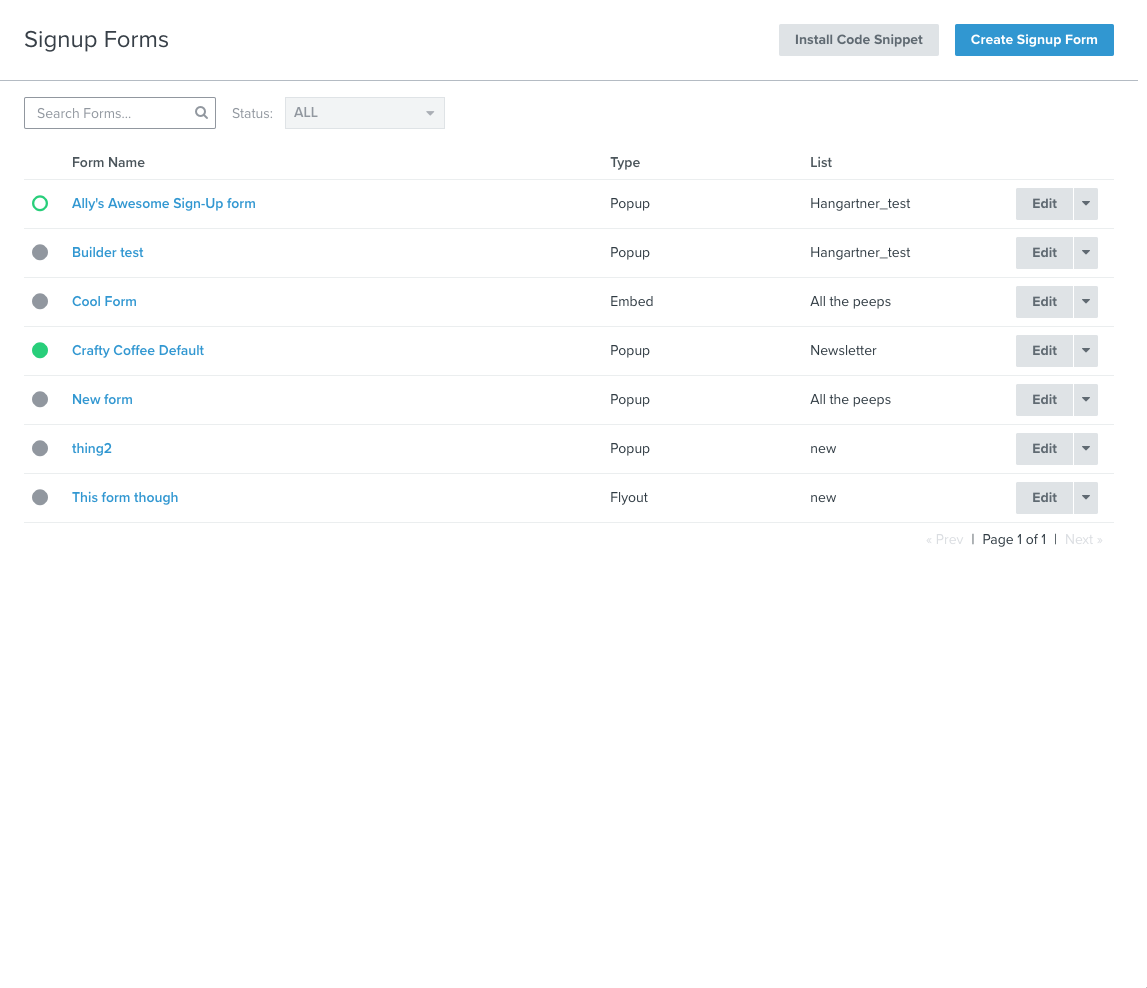 Signup Forms
Install Code Snippet
Create Signup Form
Search Forms...
Status:
ALL
Form Name Type List
Ally's Awesome Sign-Up form Popup Hangartner_test Edit
Builder test Popup Hangartner_test Edit
Cool Form Embed All the peeps Edit
Crafty Coffee Default Popup Newsletter Edit
New form Popup All the peeps Edit
thing2 Popup new Edit
This form though Flyout new Edit
« Prev | Page 1 of 1 | Next »